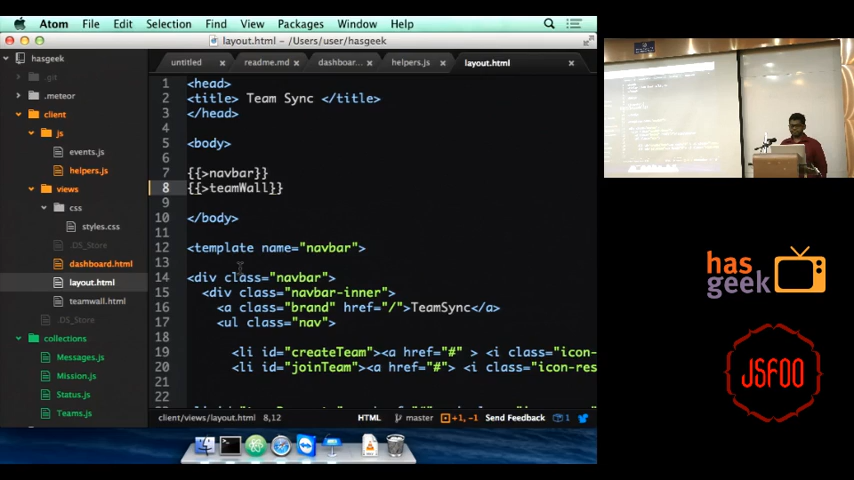 Atom File Edit Selection Find View Packages Window Help
layout.html - /Users/user/hasgeek
hasgeek
.git
.meteor
client
js
events.js
helpers.js
views
css
styles.css
.DS_Store
dashboard.html
layout.html
teamwall.html
.DS_Store
collections
Messages.js
Mission.js
Status.js
Teams.js
untitled
readme.md
dashboar...
helpers.js
layout.html
1 <head>
2 <title> Team Sync </title>
3 </head>
4
5 <body>
6
7 {{>navbar}}
8 {{>teamWall}}
9
10 </body>
11
12 <template name="navbar">
13
14 <div class="navbar">
15 <div class="navbar-inner">
16 <a class="brand" href="/">TeamSync</a>
17 <ul class="nav">
18
19 <li id="createTeam"><a href="#" > <i class="icon-
20 <li id="joinTeam"><a href="#"> <i class="icon-res
21
22
client/views/layout.html 8,12 HTML master +1, -1 Send Feedback 1
has
geek
JSFOO